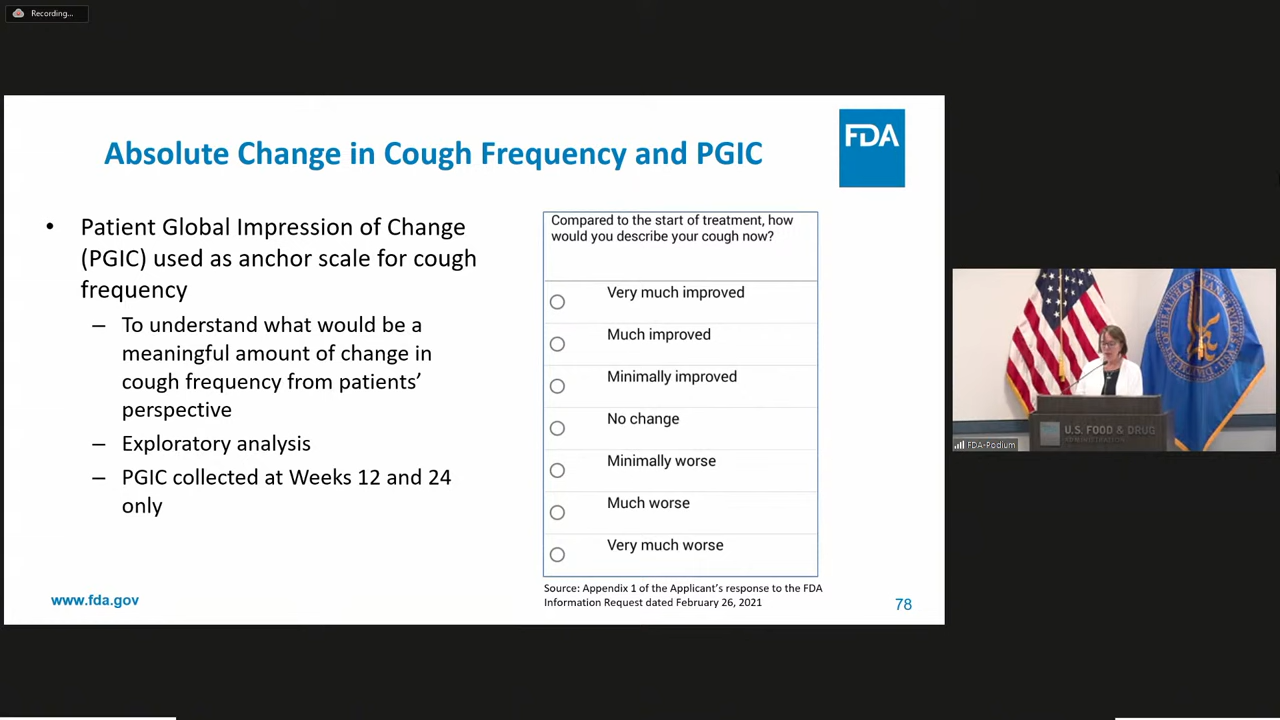 Recording...
Absolute Change in Cough Frequency and PGIC
FDA
• Patient Global Impression of Change
(PGIC) used as anchor scale for cough
frequency
– To understand what would be a
meaningful amount of change in
cough frequency from patients’
perspective
– Exploratory analysis
– PGIC collected at Weeks 12 and 24
only
Compared to the start of treatment, how
would you describe your cough now?
Very much improved
Much improved
Minimally improved
No change
Minimally worse
Much worse
Very much worse
Source: Appendix 1 of the Applicant’s response to the FDA
Information Request dated February 26, 2021
www.fda.gov
78
U.S. FOOD & DRUG
ADMINISTRATION
FDA-Podium